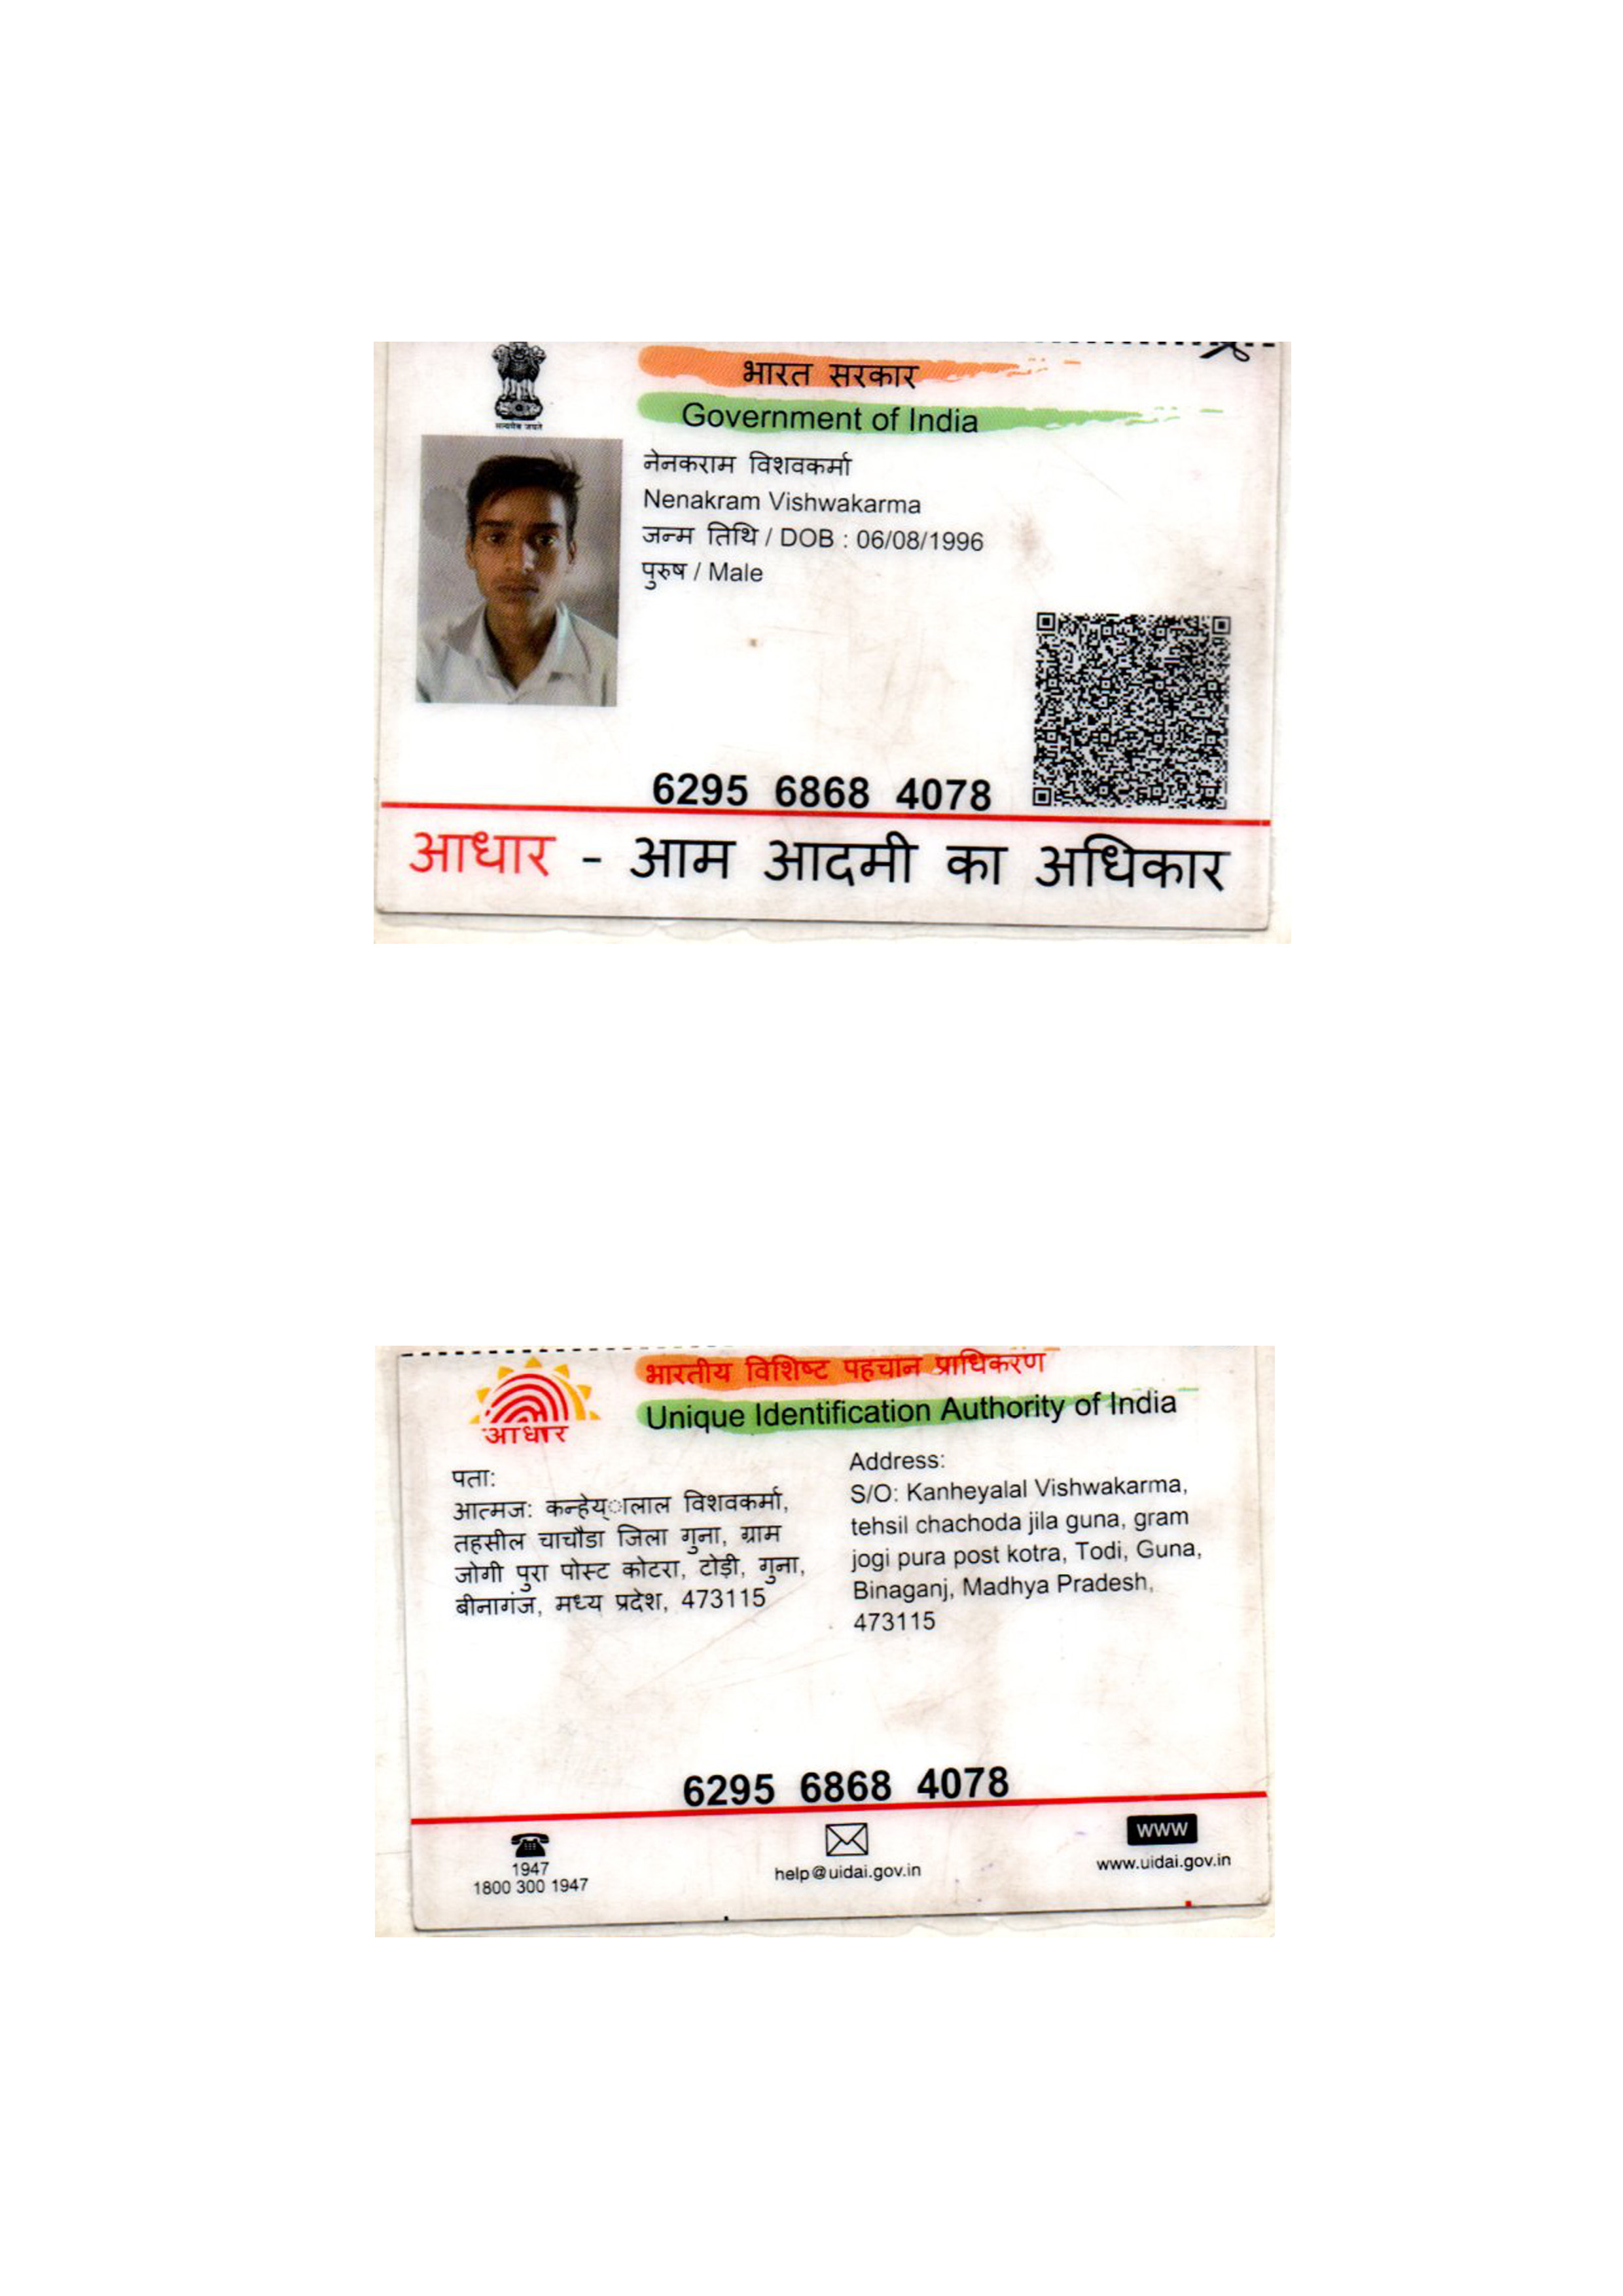 सत्यमेव जयते
भारत सरकार
Government of India
नेनकराम विशवकर्मा
Nenakram Vishwakarma
जन्म तिथि / DOB : 06/08/1996
पुरुष / Male
6295 6868 4078
आधार - आम आदमी का अधिकार
भारतीय विशिष्ट पहचान प्राधिकरण
Unique Identification Authority of India
आधार
पता:
आत्मज: कन्हेय्ालाल विशवकर्मा,
तहसील चाचौडा जिला गुना, ग्राम
जोगी पुरा पोस्ट कोटरा, टोड़ी, गुना,
बीनागंज, मध्य प्रदेश, 473115
Address:
S/O: Kanheyalal Vishwakarma,
tehsil chachoda jila guna, gram
jogi pura post kotra, Todi, Guna,
Binaganj, Madhya Pradesh,
473115
6295 6868 4078
1947
1800 300 1947
help@uidai.gov.in
WWW
www.uidai.gov.in